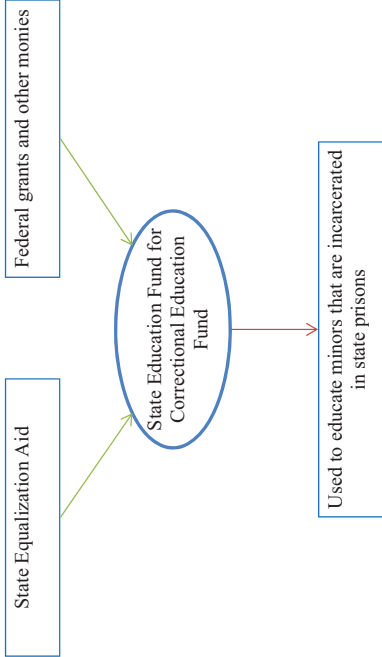 State Equalization Aid
Federal grants and other monies
State Education Fund for
Correctional Education
Fund
Used to educate minors that are incarcerated
in state prisons